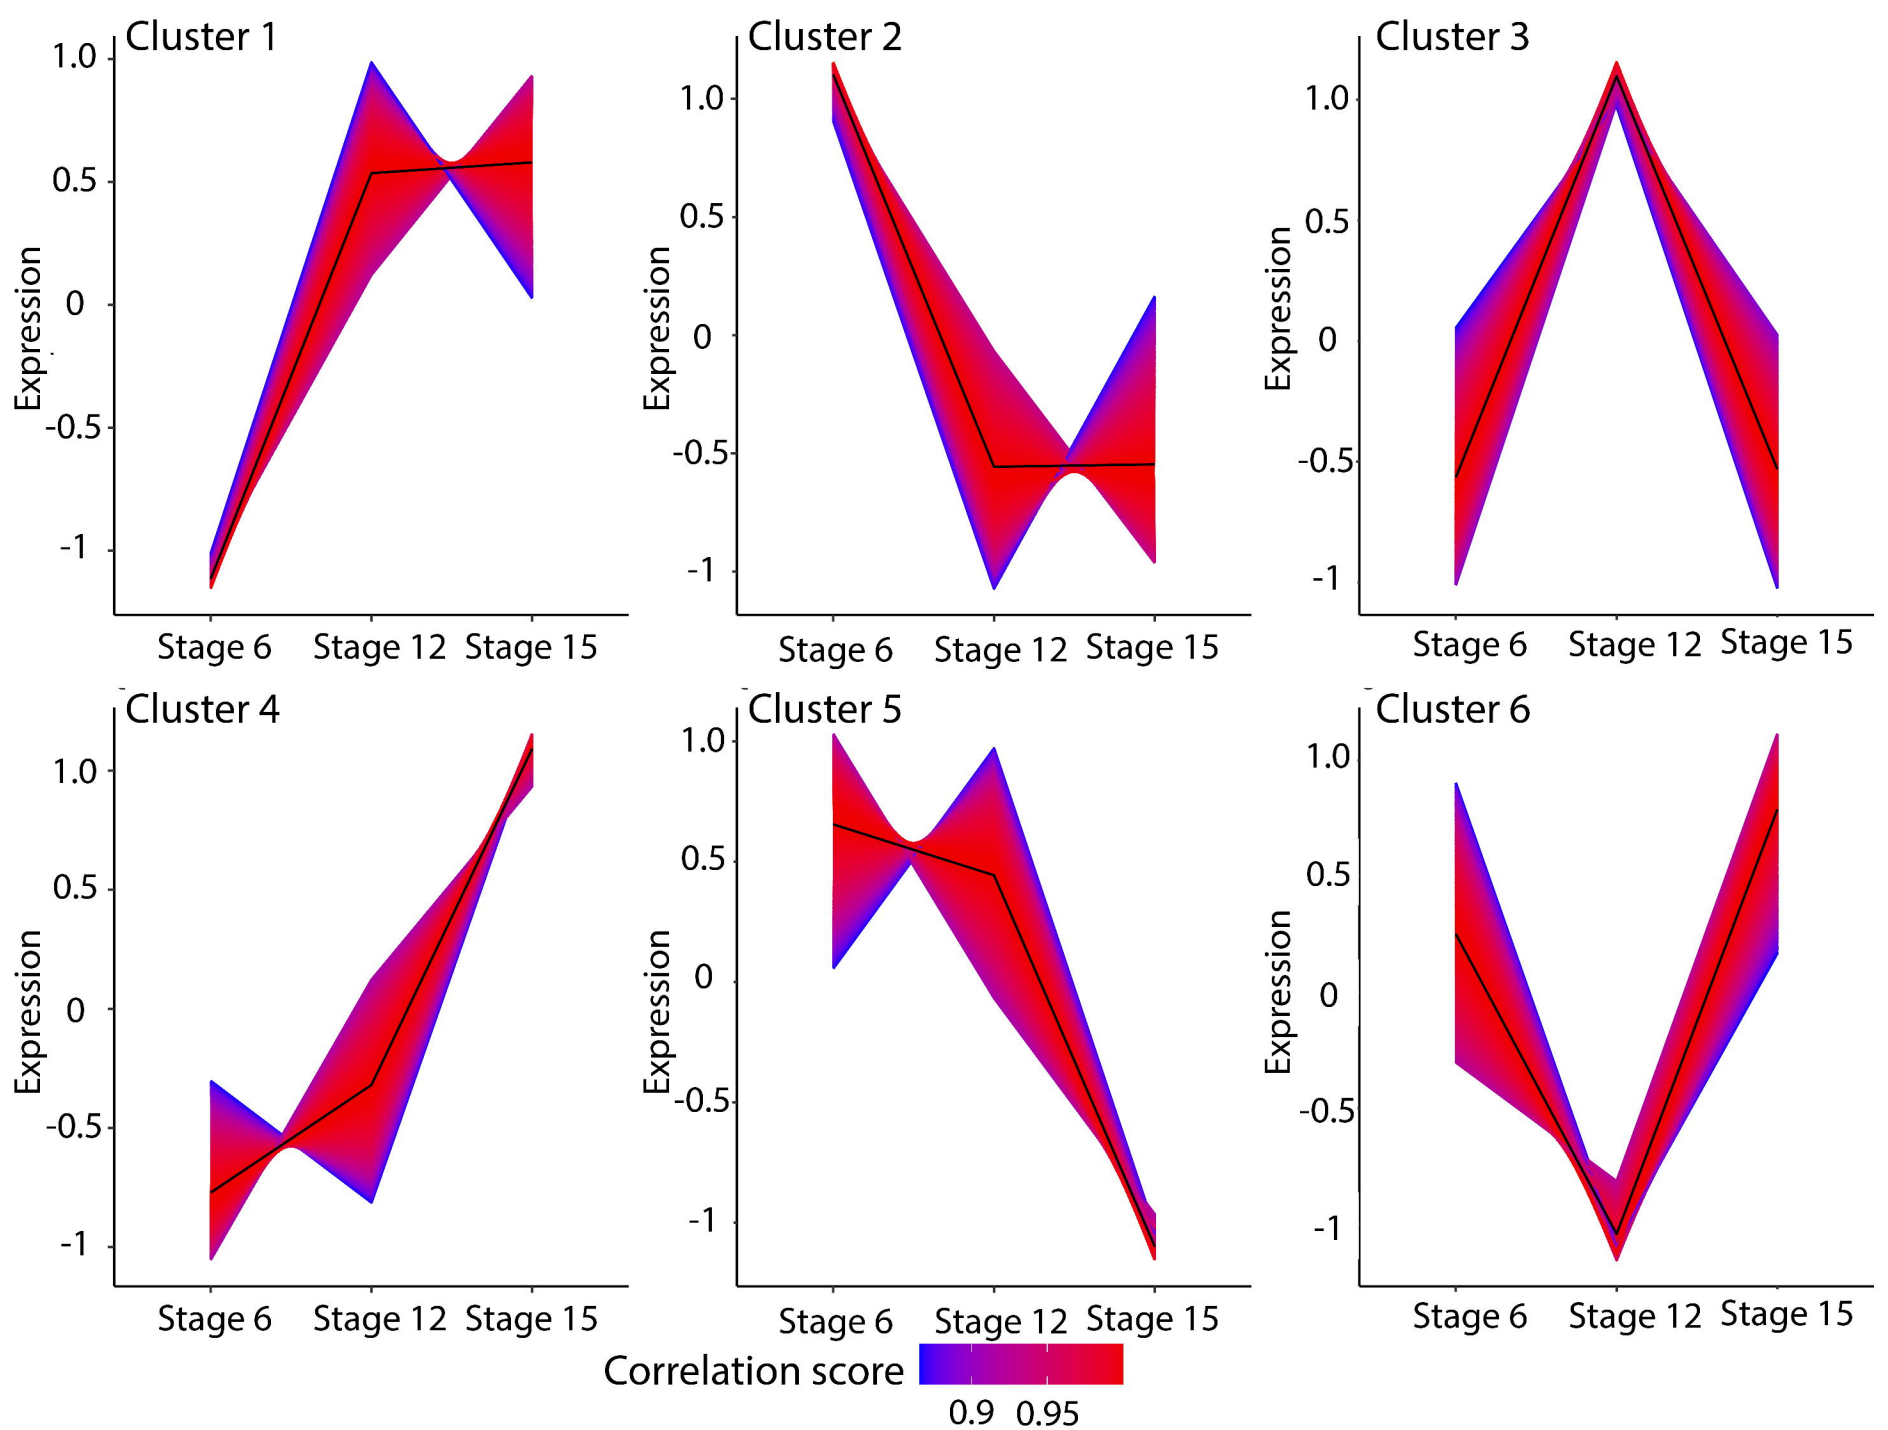 Cluster 1
Expression
1.0
0.5
0
-0.5
-1
Stage 6 Stage 12 Stage 15
Cluster 2
Expression
1.0
0.5
0
-0.5
-1
Stage 6 Stage 12 Stage 15
Cluster 3
Expression
1.0
0.5
0
-0.5
-1
Stage 6 Stage 12 Stage 15
Cluster 4
Expression
1.0
0.5
0
-0.5
-1
Stage 6 Stage 12 Stage 15
Cluster 5
Expression
1.0
0.5
0
-0.5
-1
Stage 6 Stage 12 Stage 15
Cluster 6
Expression
1.0
0.5
0
-0.5
-1
Stage 6 Stage 12 Stage 15
Correlation score
0.9 0.95